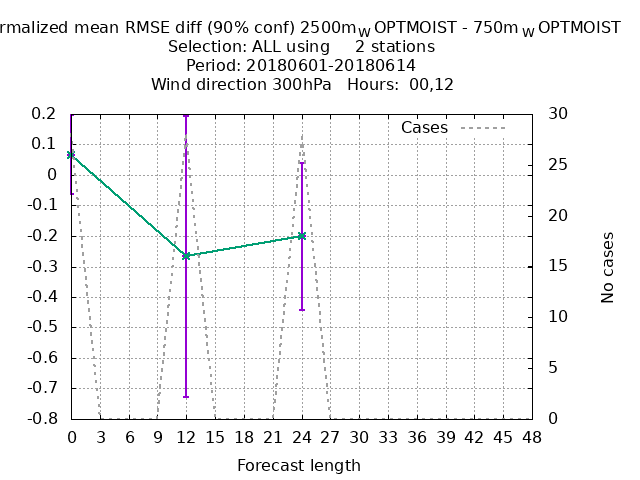 rmalized mean RMSE diff (90% conf) 2500mW OPTMOIST - 750mW OPTMOIST
Selection: ALL using 2 stations
Period: 20180601-20180614
Wind direction 300hPa Hours: 00,12
Cases
0.2
0.1
0
-0.1
-0.2
-0.3
-0.4
-0.5
-0.6
-0.7
-0.8
30
25
20
15
10
5
0
No cases
0 3 6 9 12 15 18 21 24 27 30 33 36 39 42 45 48
Forecast length